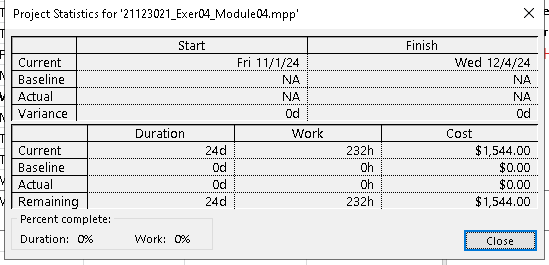 Project Statistics for '21123021_Exer04_Module04.mpp'
Start Finish
Current Fri 11/1/24 Wed 12/4/24
Baseline NA NA
Actual NA NA
Variance 0d 0d
Duration Work Cost
Current 24d 232h $1,544.00
Baseline 0d 0h $0.00
Actual 0d 0h $0.00
Remaining 24d 232h $1,544.00
Percent complete:
Duration: 0% Work: 0% Close